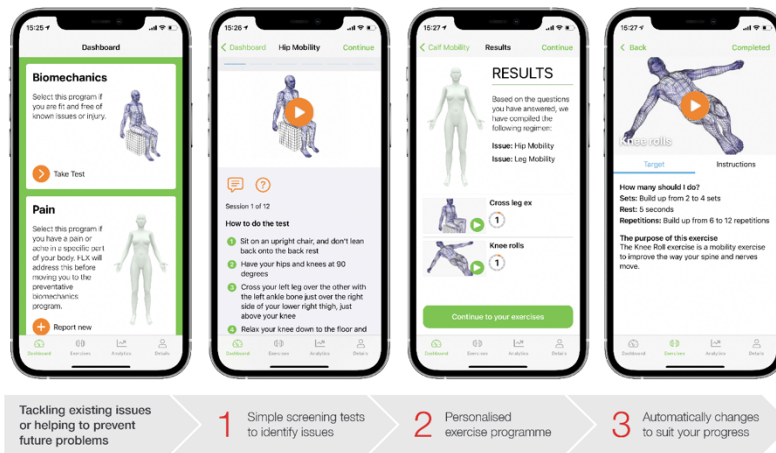 15:25
Dashboard
Biomechanics
Select this program if
you are fit and free of
known issues or injury.
Take Test
Pain
Select this program if
you have a pain or
ache in a specific part
of your body. FLX will
address this before
moving you to the
preventative
biomechanics
program.
Report new
Dashboard Exercises Analytics Details
15:26
Dashboard Hip Mobility Continue
Session 1 of 12
How to do the test
1 Sit on an upright chair, and don't lean
back onto the back rest
2 Have your hips and knees at 90
degrees
3 Cross your left leg over the other with
the left ankle bone just over the right
side of your lower right thigh, just
above your knee
4 Relax your knee down to the floor and
Dashboard Exercises Analytics Details
15:27
Calf Mobility Results Continue
RESULTS
Based on the questions
you have answered, we
have compiled the
following regimen:
Issue: Hip Mobility
Issue: Leg Mobility
Cross leg ex
1
Knee rolls
1
Continue to your exercises
Dashboard Exercises Analytics Details
15:27
Back Completed
Knee rolls
Target Instructions
How many should I do?
Sets: Build up from 2 to 4 sets
Rest: 5 seconds
Repetitions: Build up from 6 to 12 repetitions
The purpose of this exercise
The Knee Roll exercise is a mobility exercise
to improve the way your spine and nerves
move.
Dashboard Exercises Analytics Details
Tackling existing issues
or helping to prevent
future problems
1 Simple screening tests
to identify issues
2 Personalised
exercise programme
3 Automatically changes
to suit your progress